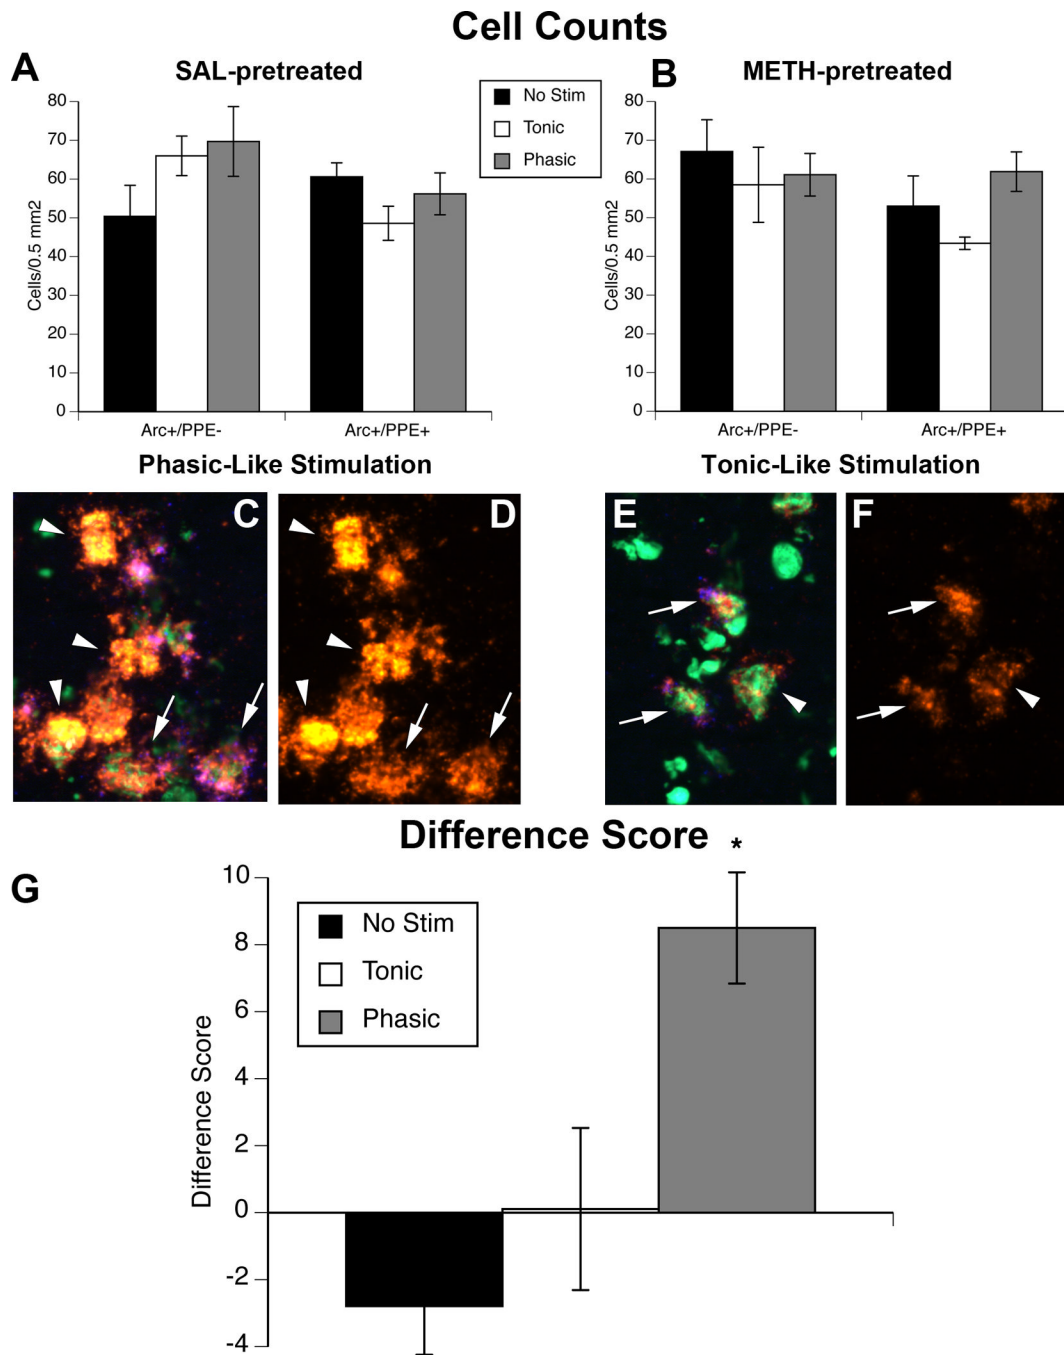 Cell Counts
A
SAL-pretreated
No Stim
Tonic
Phasic
B
METH-pretreated
Cells/0.5 mm2
80
70
60
50
40
30
20
10
0
Arc+/PPE-
Arc+/PPE+
Cells/0.5 mm2
80
70
60
50
40
30
20
10
0
Arc+/PPE-
Arc+/PPE+
Phasic-Like Stimulation
Tonic-Like Stimulation
C
D
E
F
Difference Score *
G
No Stim
Tonic
Phasic
Difference Score
10
8
6
4
2
0
-2
-4